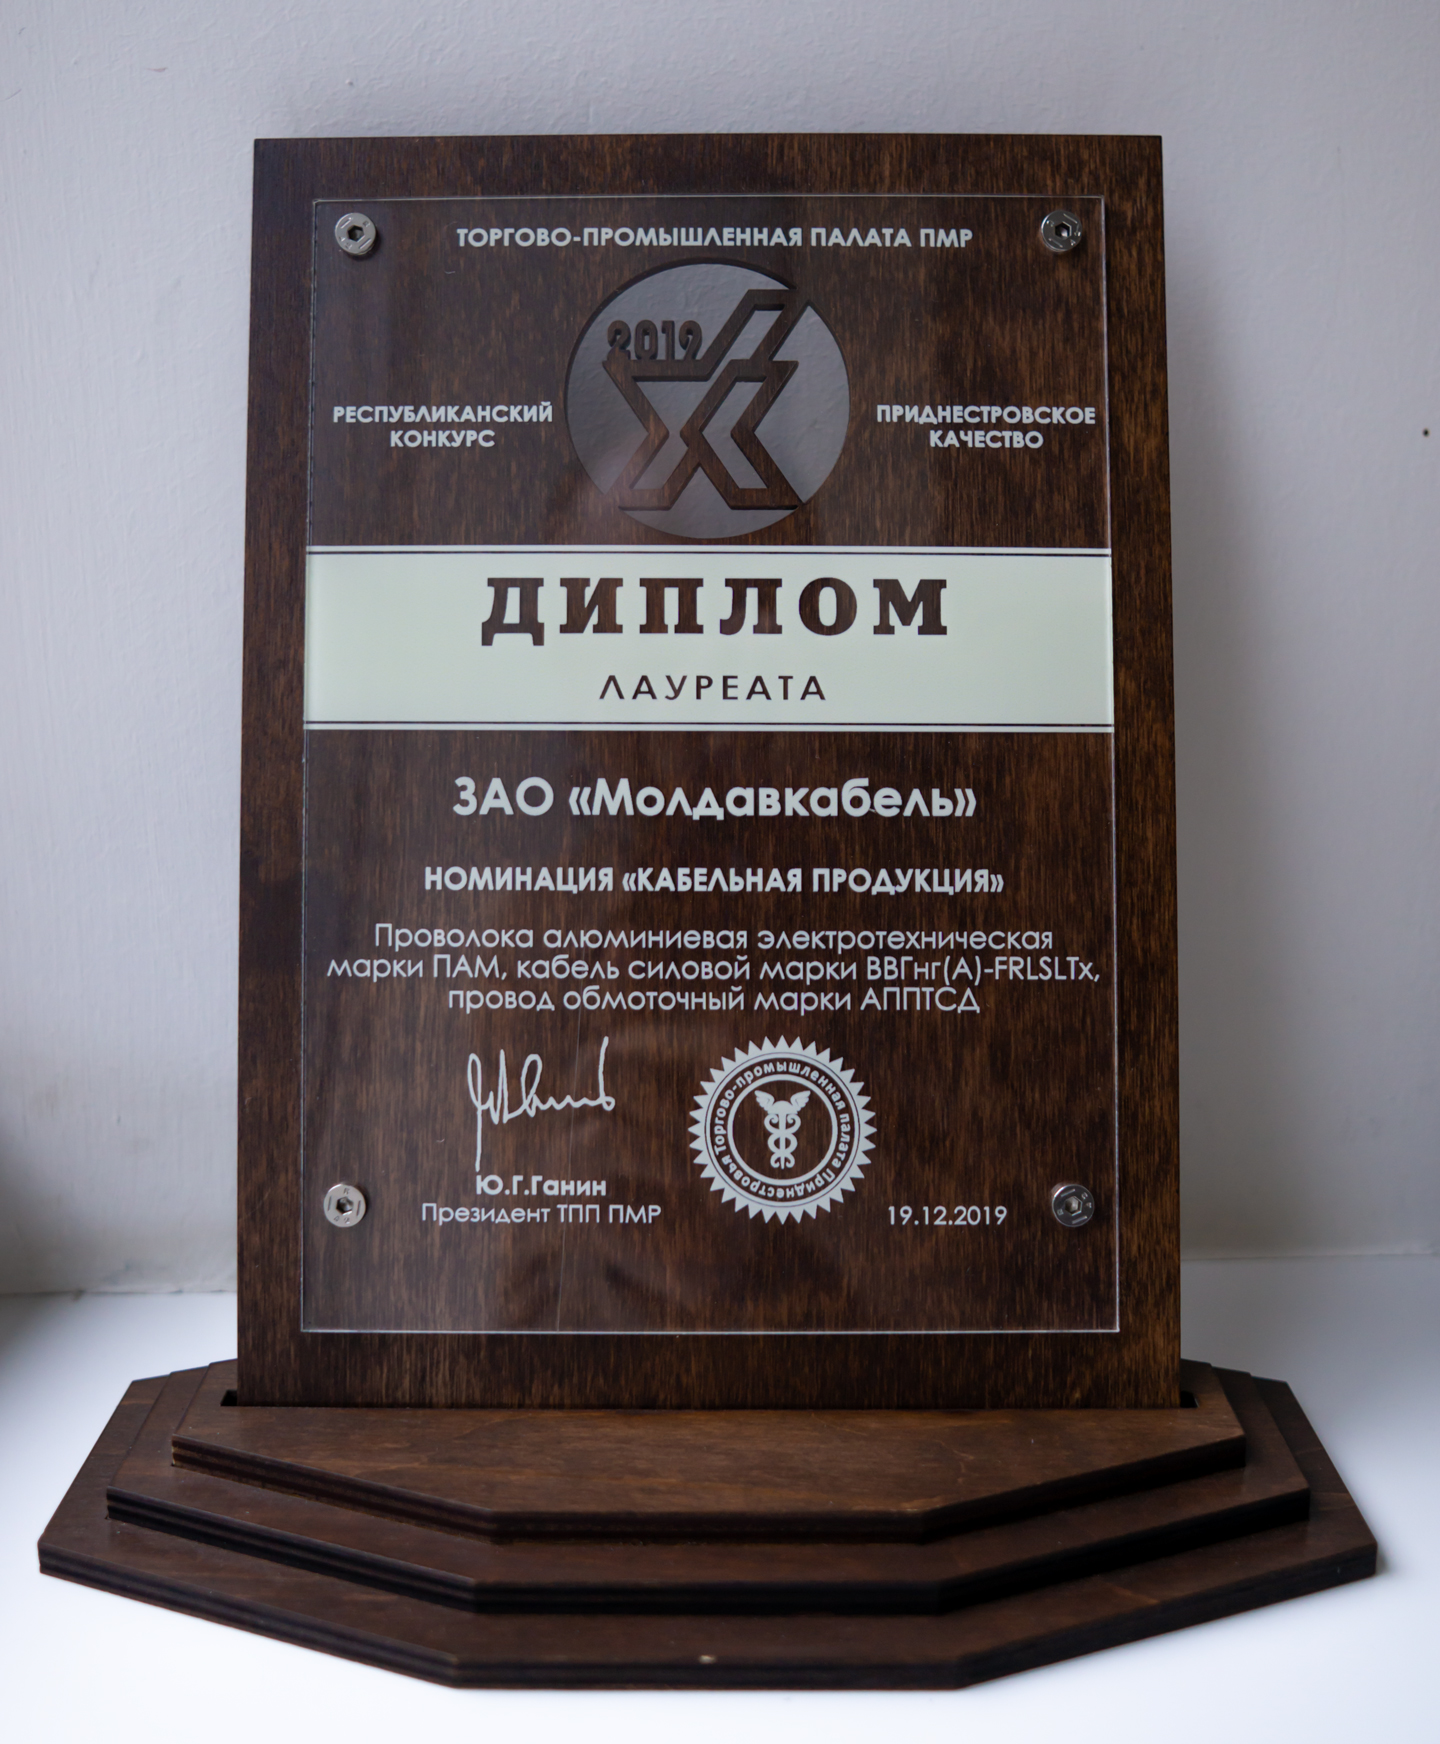 ТОРГОВО-ПРОМЫШЛЕННАЯ ПАЛАТА ПМР
2019
РЕСПУБЛИКАНСКИЙ
КОНКУРС
ПРИДНЕСТРОВСКОЕ
КАЧЕСТВО
ДИПЛОМ
ЛАУРЕАТА
ЗАО «Молдавкабель»
НОМИНАЦИЯ «КАБЕЛЬНАЯ ПРОДУКЦИЯ»
Проволока алюминиевая электротехническая
марки ПАМ, кабель силовой марки ВВГнг(А)-FRLSLTx,
провод обмоточный марки АППТСД
Торгово-промышленная палата Приднестровья
Ю.Г.Ганин
Президент ТПП ПМР
19.12.2019